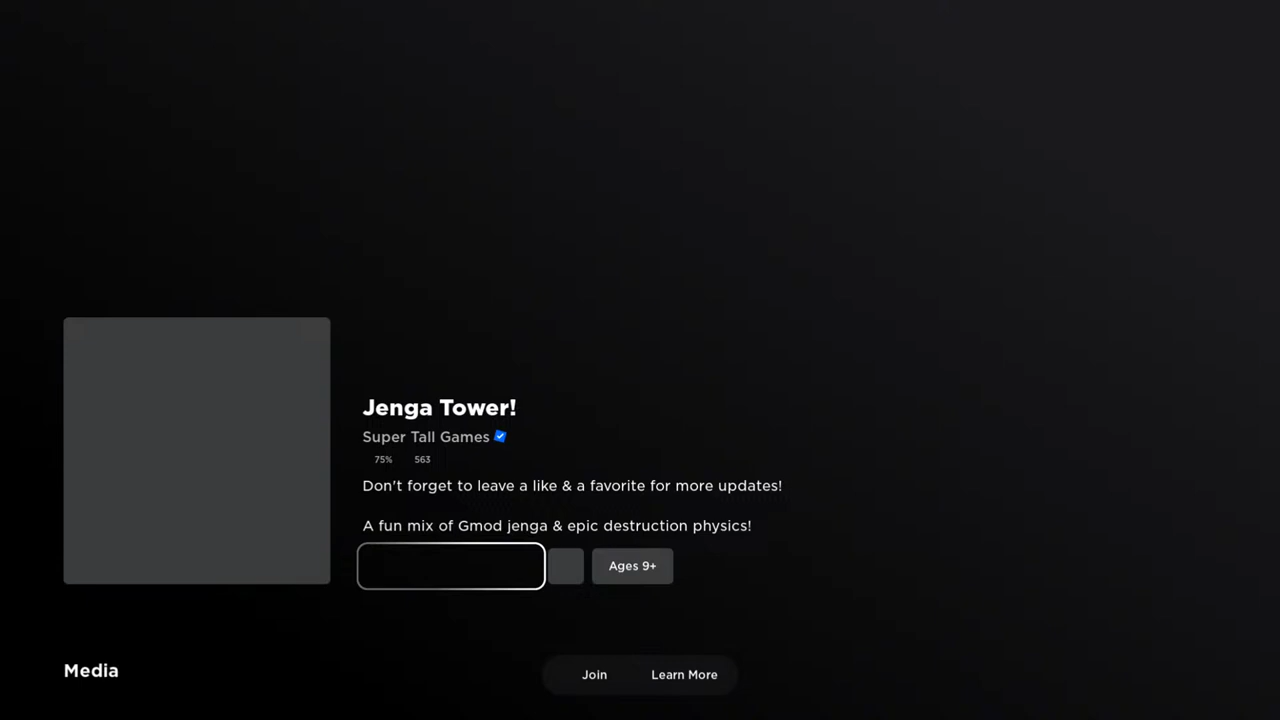 Jenga Tower!
Super Tall Games
75% 563
Don't forget to leave a like & a favorite for more updates!
A fun mix of Gmod jenga & epic destruction physics!
Ages 9+
Media
Join Learn More